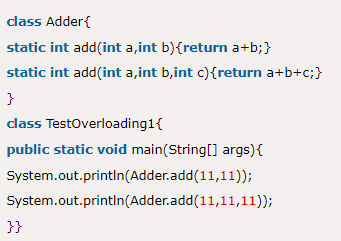 class Adder{
static int add(int a,int b){return a+b;}
static int add(int a,int b,int c){return a+b+c;}
}
class TestOverloading1{
public static void main(String[] args){
System.out.println(Adder.add(11,11));
System.out.println(Adder.add(11,11,11));
}}